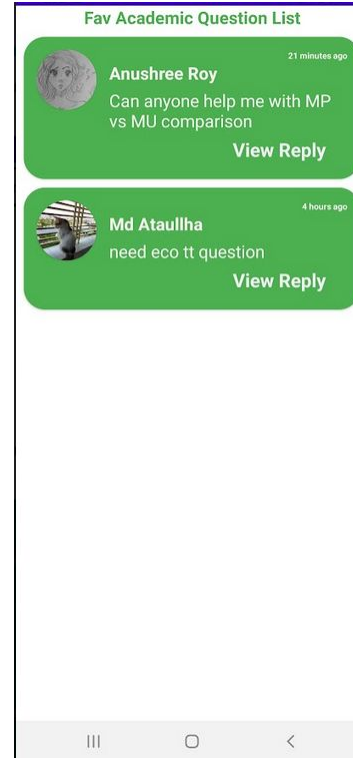 Fav Academic Question List
21 minutes ago
Anushree Roy
Can anyone help me with MP
vs MU comparison
View Reply
4 hours ago
Md Ataullha
need eco tt question
View Reply